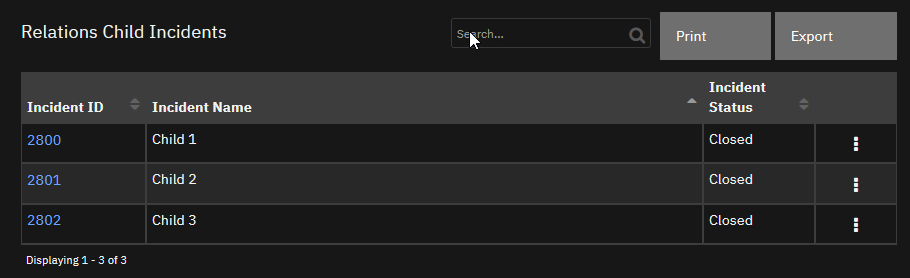 Relations Child Incidents
Search...
Print
Export
Incident ID
Incident Name
Incident
Status
2800 Child 1 Closed
2801 Child 2 Closed
2802 Child 3 Closed
Displaying 1 - 3 of 3